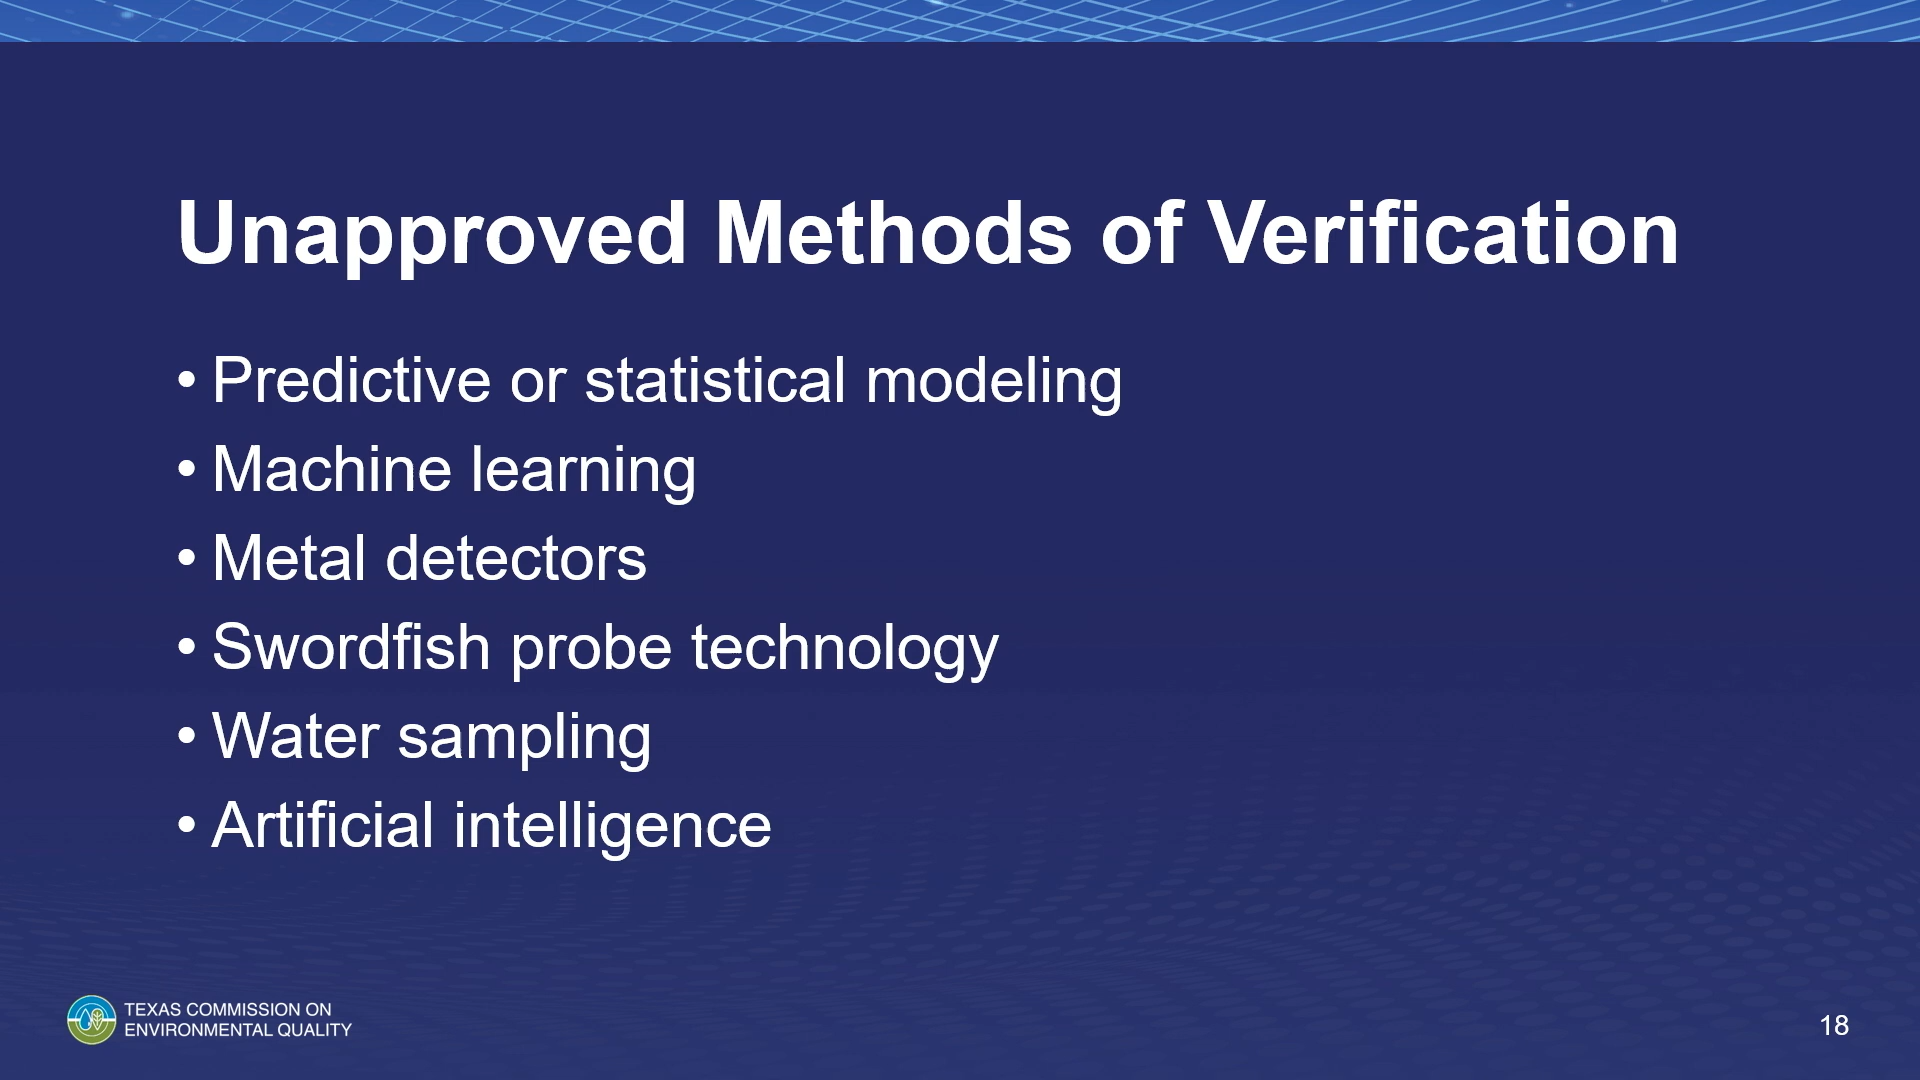 Unapproved Methods of Verification
• Predictive or statistical modeling
• Machine learning
• Metal detectors
• Swordfish probe technology
• Water sampling
• Artificial intelligence
TEXAS COMMISSION ON
ENVIRONMENTAL QUALITY
18